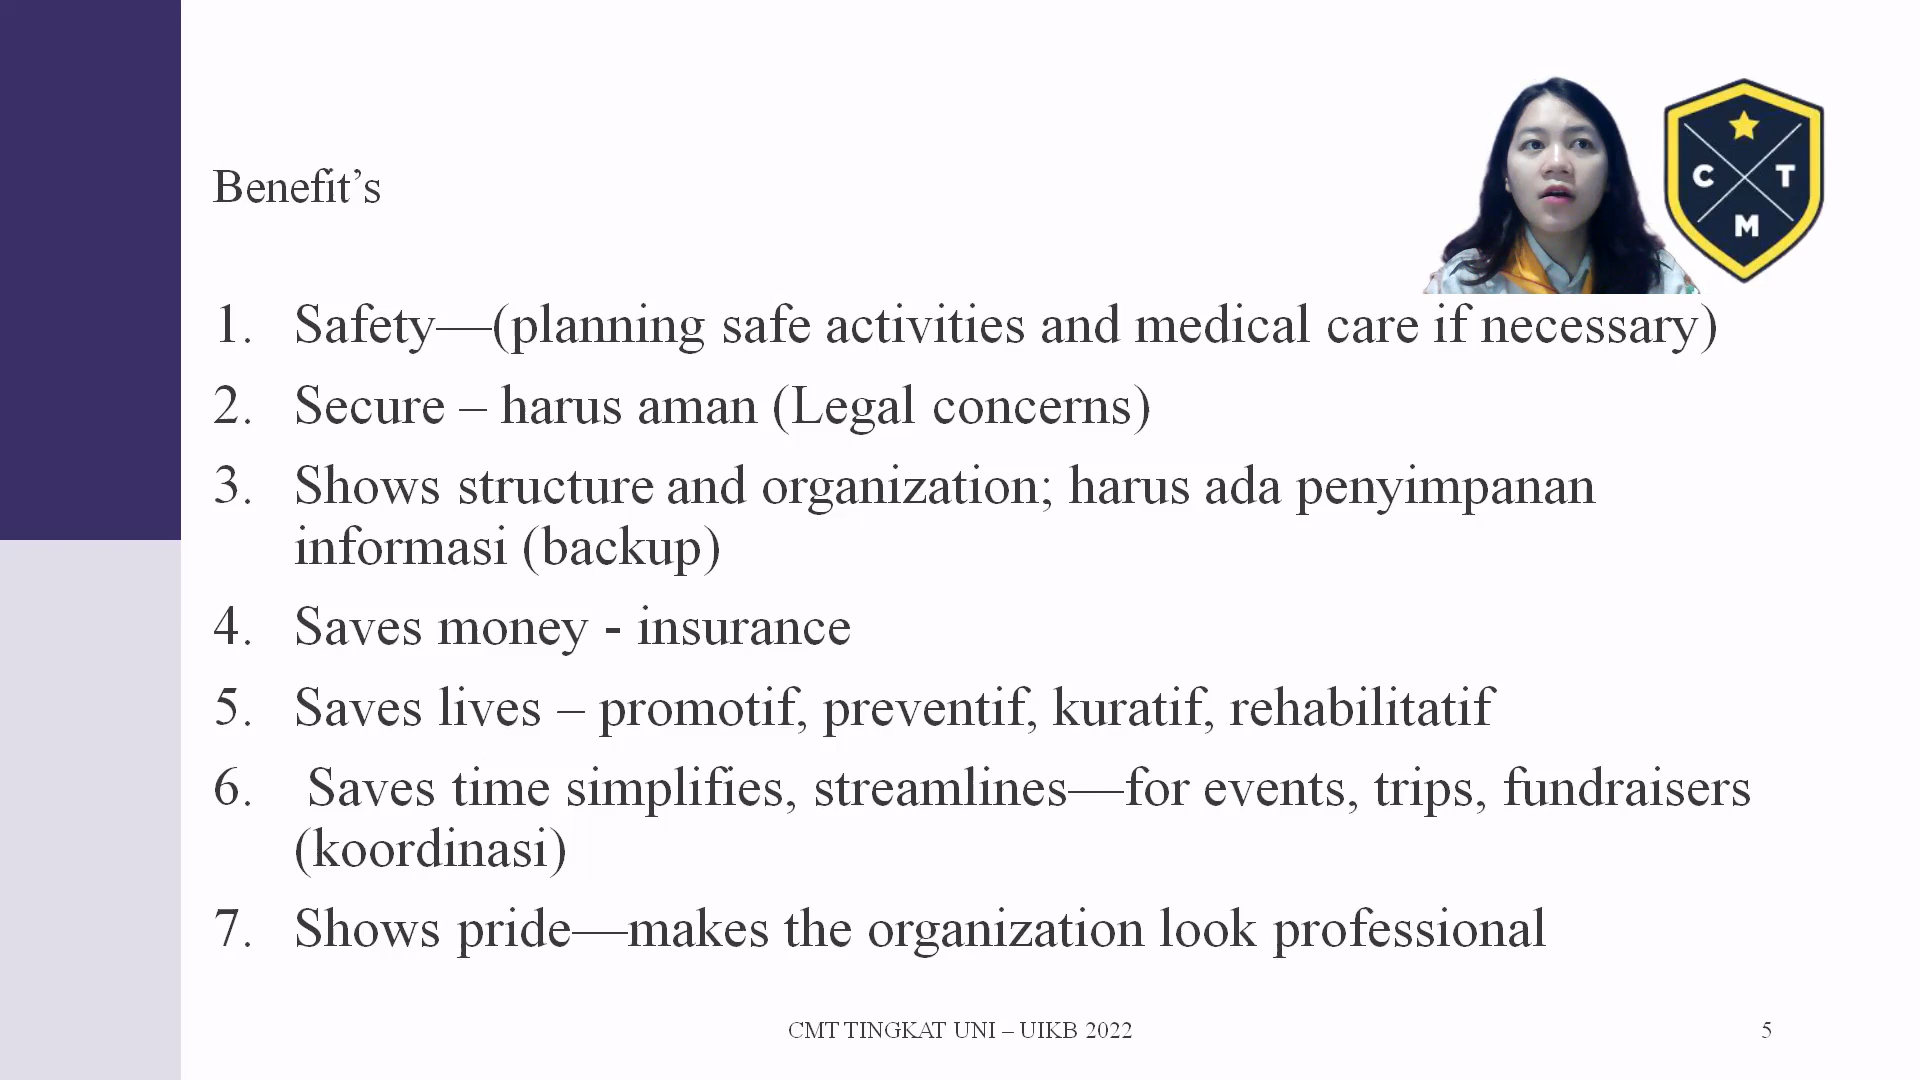 C T
M
Benefit’s
1. Safety—(planning safe activities and medical care if necessary)
2. Secure – harus aman (Legal concerns)
3. Shows structure and organization; harus ada penyimpanan
informasi (backup)
4. Saves money - insurance
5. Saves lives – promotif, preventif, kuratif, rehabilitatif
6. Saves time simplifies, streamlines—for events, trips, fundraisers
(koordinasi)
7. Shows pride—makes the organization look professional
CMT TINGKAT UNI – UIKB 2022
5